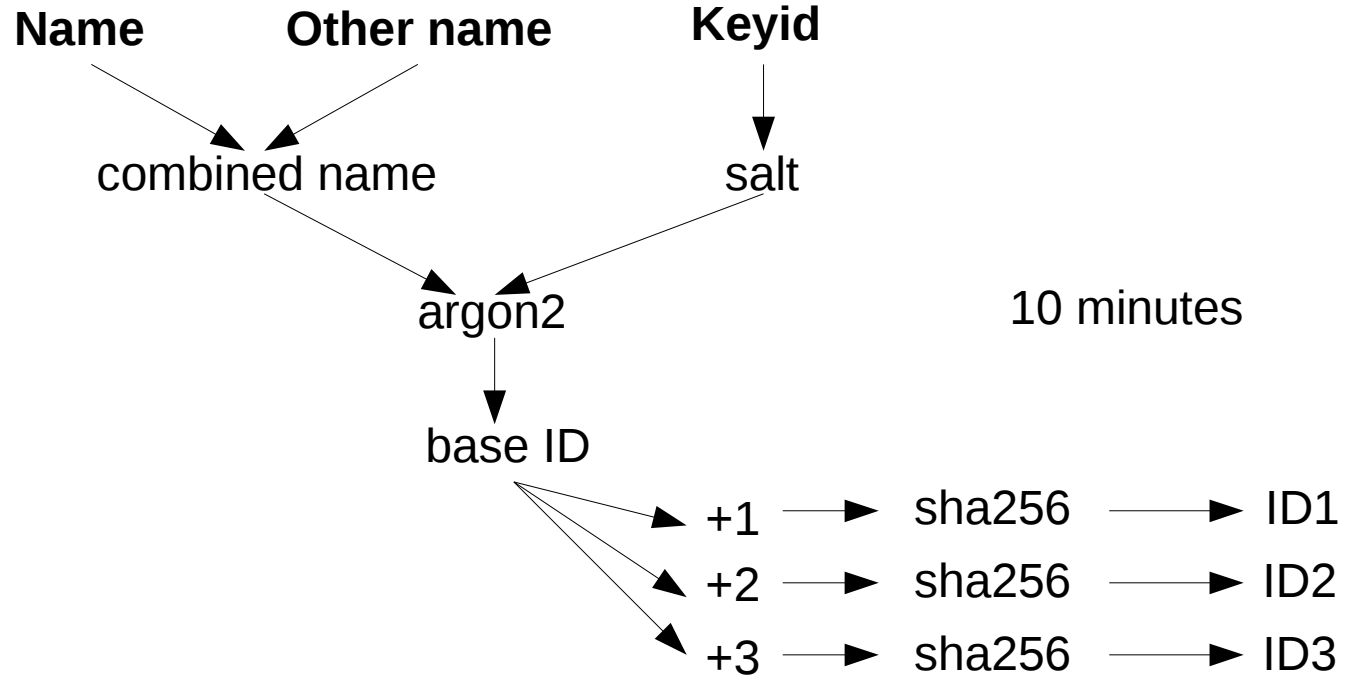 Name Other name Keyid
combined name salt
argon2 10 minutes
base ID
+1 sha256 ID1
+2 sha256 ID2
+3 sha256 ID3